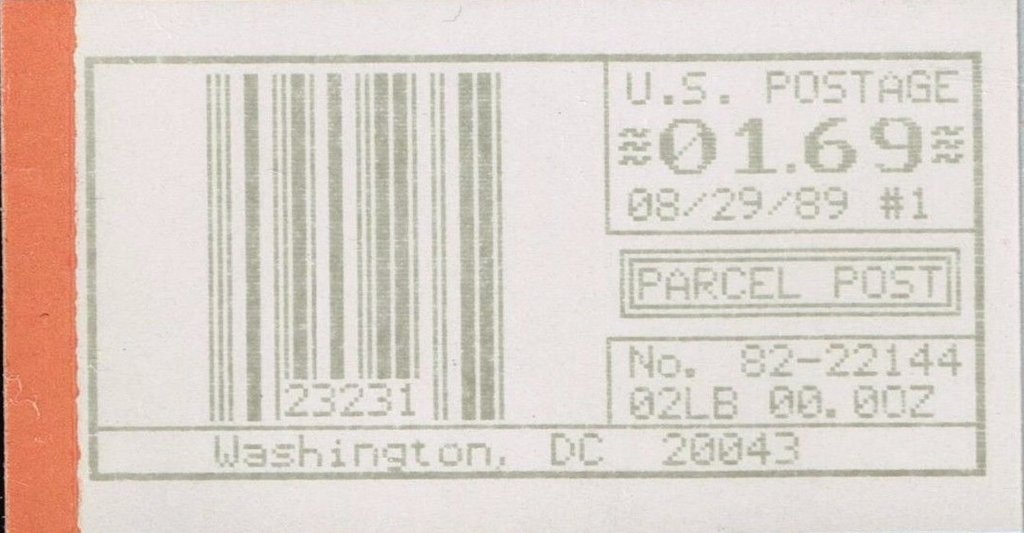 U.S. POSTAGE
≈01.69≈
08/29/89 #1
PARCEL POST
No. 82-22144
02LB 00.0OZ
23231
Washington, DC 20043